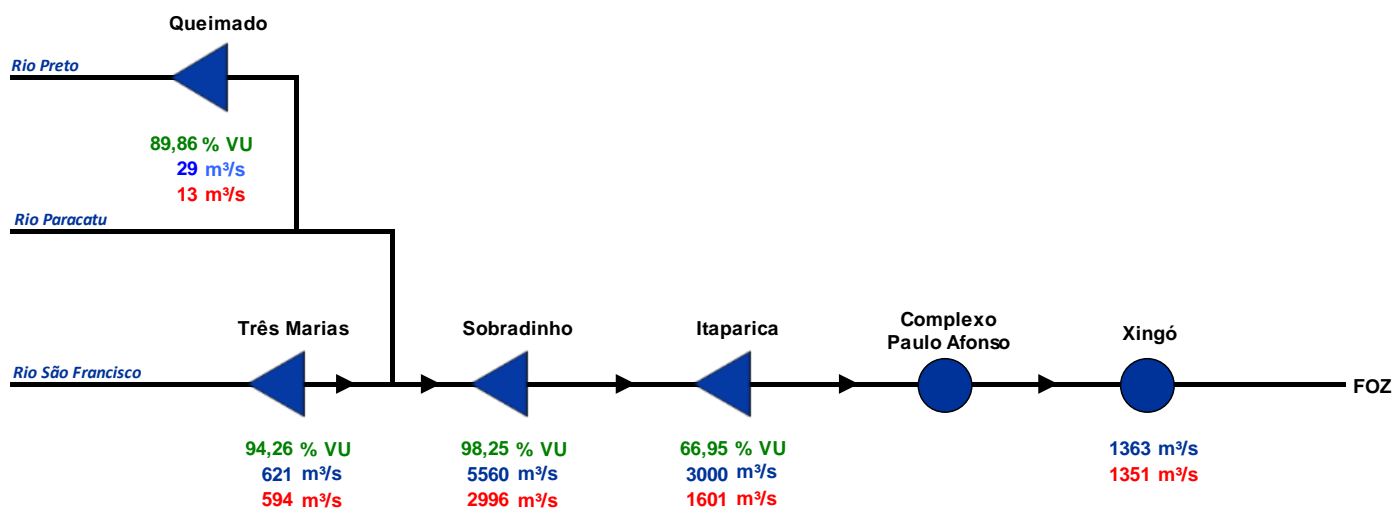 Queimado
Rio Preto
89,86 % VU
29 m³/s
13 m³/s
Rio Paracatu
Três Marias
Sobradinho
Itaparica
Complexo
Paulo Afonso
Xingó
Rio São Francisco
FOZ
94,26 % VU
621 m³/s
594 m³/s
98,25 % VU
5560 m³/s
2996 m³/s
66,95 % VU
3000 m³/s
1601 m³/s
1363 m³/s
1351 m³/s